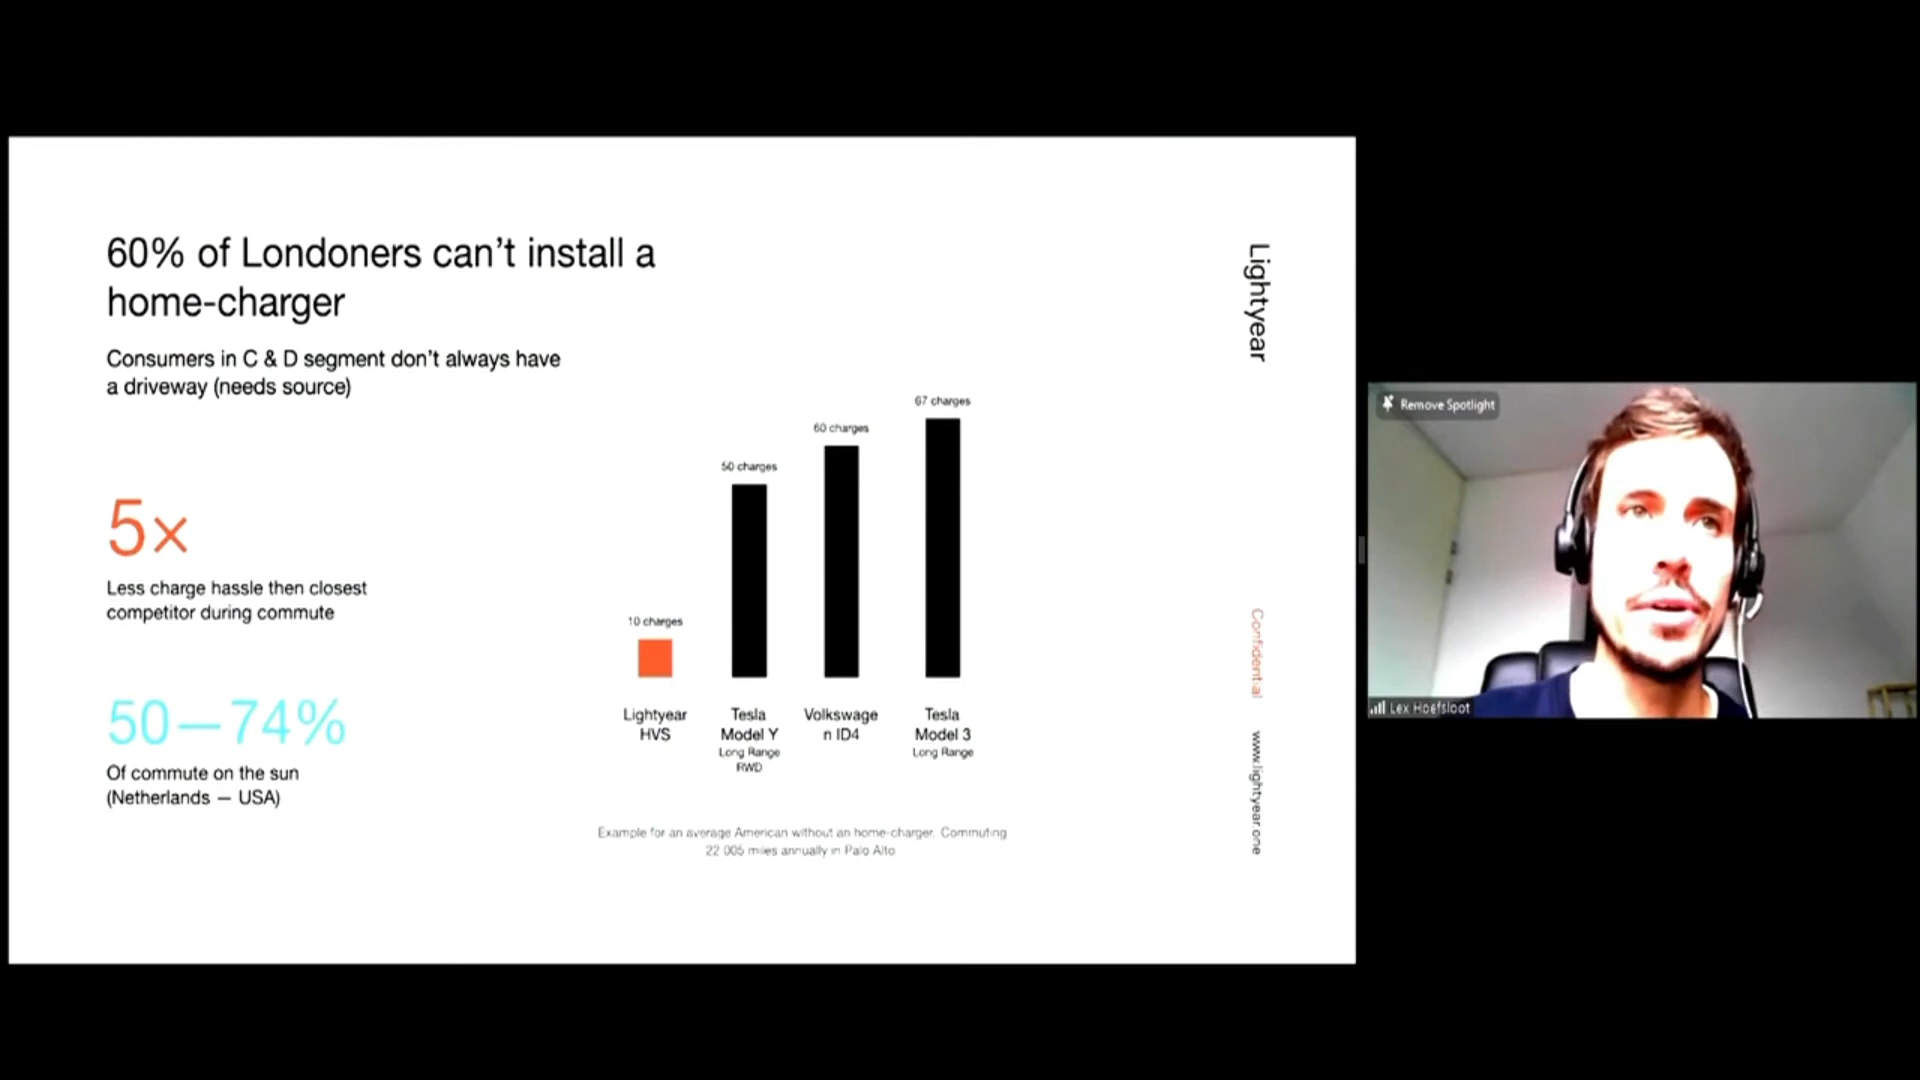 60% of Londoners can't install a
home-charger
Consumers in C & D segment don't always have
a driveway (needs source)
5×
Less charge hassle then closest
competitor during commute
50—74%
Of commute on the sun
(Netherlands — USA)
10 charges
50 charges
60 charges
67 charges
Lightyear
HVS
Tesla
Model Y
Long Range
RWD
Volkswage
n ID4
Tesla
Model 3
Long Range
Example for an average American without an home-charger. Commuting
22 005 miles annually in Palo Alto
Lightyear
Confidential
www.lightyear.one
Remove Spotlight
Lex Hoefsloot